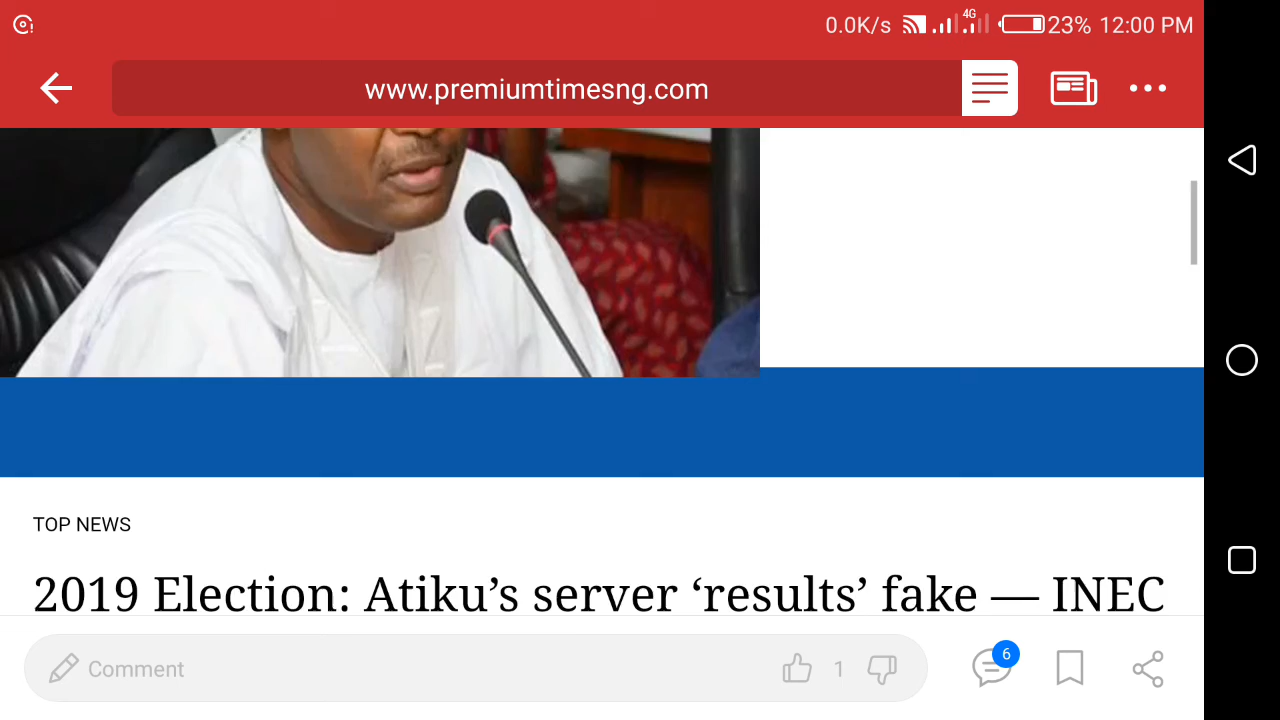 0.0K/s 4G 23% 12:00 PM
www.premiumtimesng.com
TOP NEWS
2019 Election: Atiku’s server ‘results’ fake — INEC
Comment 1 6